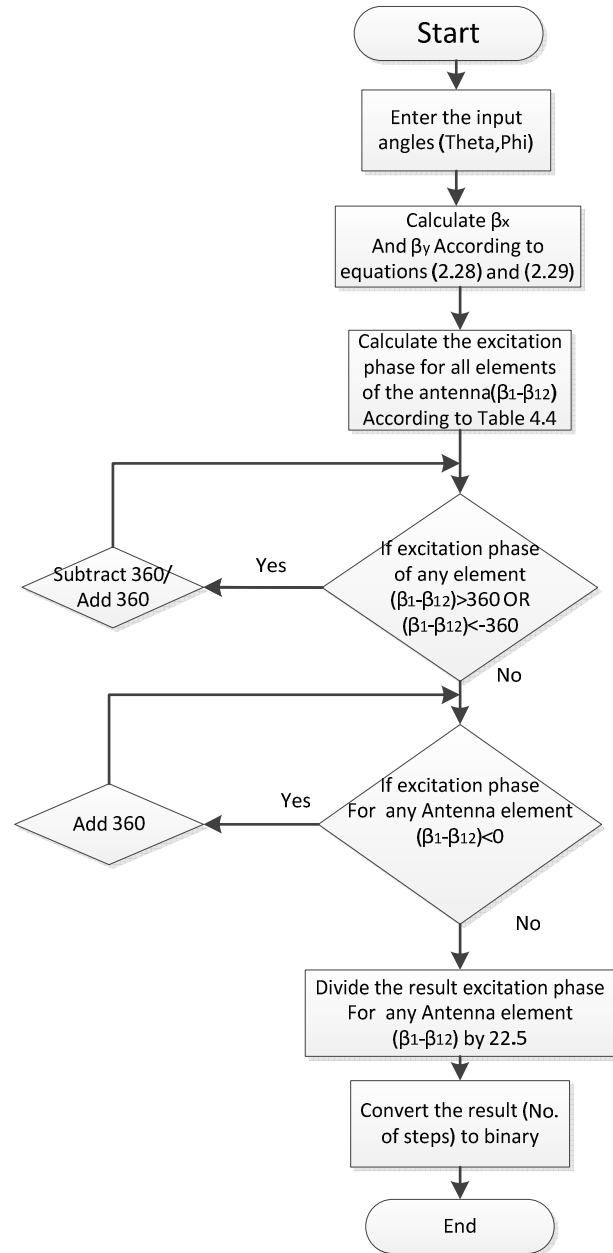 Start
Enter the input
angles (Theta,Phi)
Calculate βx
And βy According to
equations (2.28) and (2.29)
Calculate the excitation
phase for all elements
of the antenna(β1-β12)
According to Table 4.4
If excitation phase
of any element
(β1-β12)>360 OR
(β1-β12)<-360
Yes
Subtract 360/
Add 360
No
If excitation phase
For any Antenna element
(β1-β12)<0
Yes
Add 360
No
Divide the result excitation phase
For any Antenna element
(β1-β12) by 22.5
Convert the result (No.
of steps) to binary
End